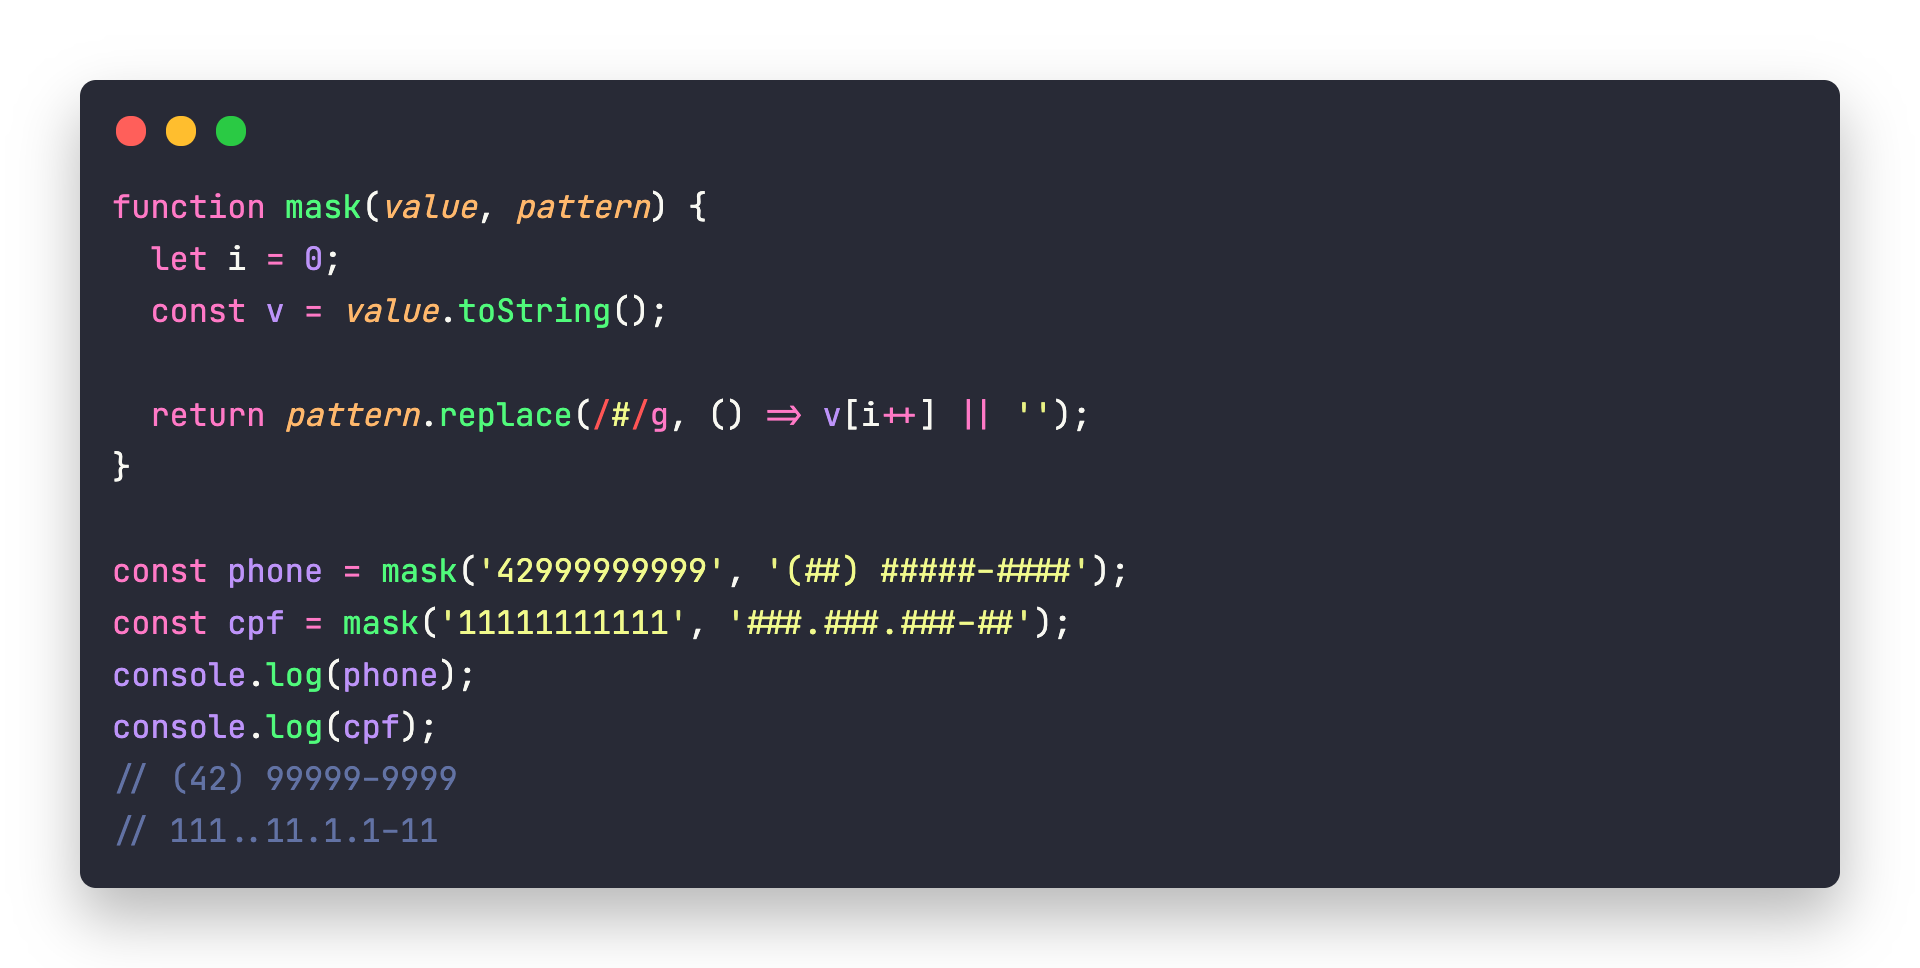 function mask(value, pattern) {
  let i = 0;
  const v = value.toString();

  return pattern.replace(/#/g, () => v[i++] || '');
}

const phone = mask('42999999999', '(##) #####-####');
const cpf = mask('11111111111', '###.###.###-##');
console.log(phone);
console.log(cpf);
// (42) 99999-9999
// 111..11.1.1-11